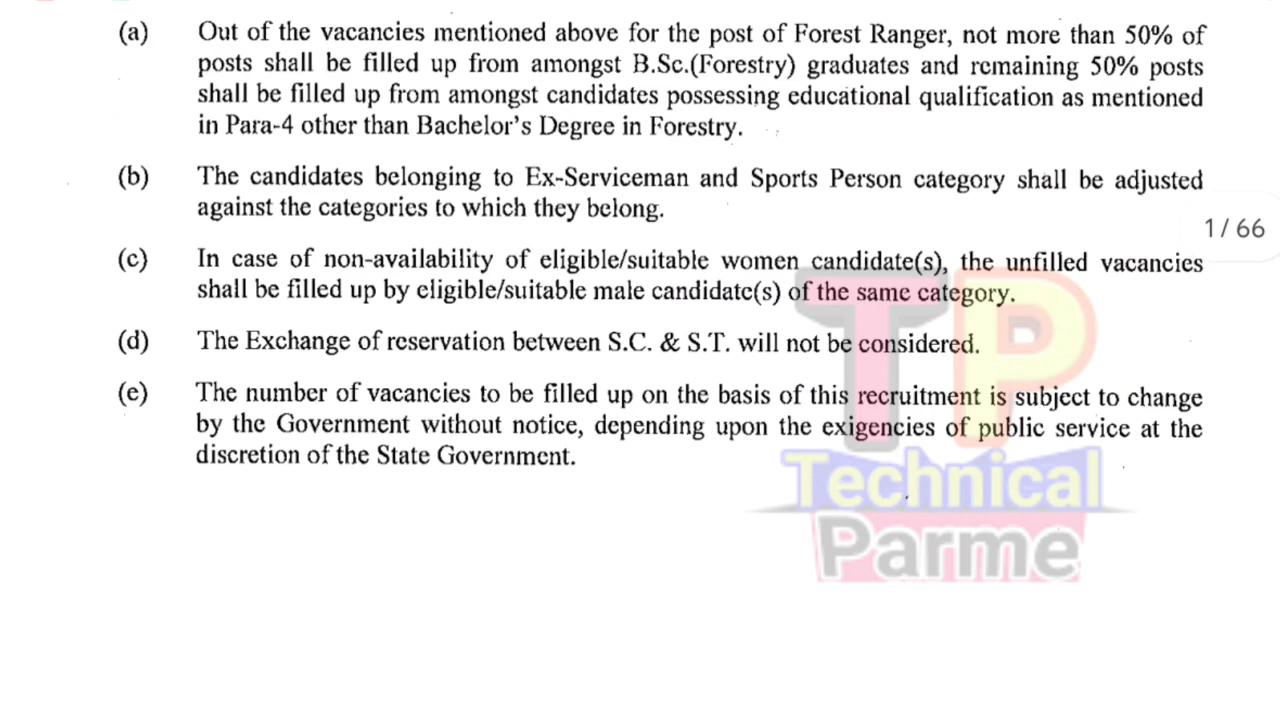 (a) Out of the vacancies mentioned above for the post of Forest Ranger, not more than 50% of
posts shall be filled up from amongst B.Sc.(Forestry) graduates and remaining 50% posts
shall be filled up from amongst candidates possessing educational qualification as mentioned
in Para-4 other than Bachelor's Degree in Forestry.
(b) The candidates belonging to Ex-Serviceman and Sports Person category shall be adjusted
against the categories to which they belong.
1 / 66
(c) In case of non-availability of eligible/suitable women candidate(s), the unfilled vacancies
shall be filled up by eligible/suitable male candidate(s) of the same category.
(d) The Exchange of reservation between S.C. & S.T. will not be considered.
(e) The number of vacancies to be filled up on the basis of this recruitment is subject to change
by the Government without notice, depending upon the exigencies of public service at the
discretion of the State Government.
TP
Technical
Parme